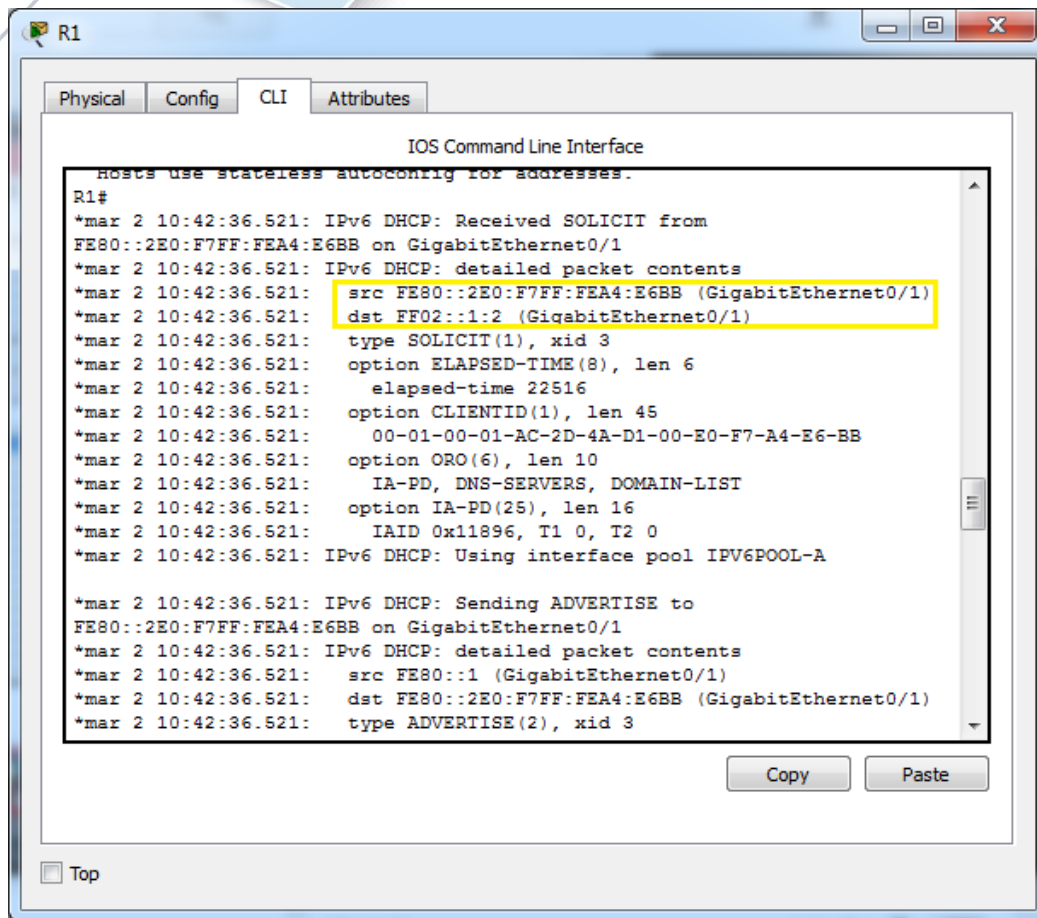 R1
Physical Config CLI Attributes
IOS Command Line Interface
Hosts use stateless autoconfig for addresses.
R1#
*mar 2 10:42:36.521: IPv6 DHCP: Received SOLICIT from
FE80::2E0:F7FF:FEA4:E6BB on GigabitEthernet0/1
*mar 2 10:42:36.521: IPv6 DHCP: detailed packet contents
*mar 2 10:42:36.521: src FE80::2E0:F7FF:FEA4:E6BB (GigabitEthernet0/1)
*mar 2 10:42:36.521: dst FF02::1:2 (GigabitEthernet0/1)
*mar 2 10:42:36.521: type SOLICIT(1), xid 3
*mar 2 10:42:36.521: option ELAPSED-TIME(8), len 6
*mar 2 10:42:36.521: elapsed-time 22516
*mar 2 10:42:36.521: option CLIENTID(1), len 45
*mar 2 10:42:36.521: 00-01-00-01-AC-2D-4A-D1-00-E0-F7-A4-E6-BB
*mar 2 10:42:36.521: option ORO(6), len 10
*mar 2 10:42:36.521: IA-PD, DNS-SERVERS, DOMAIN-LIST
*mar 2 10:42:36.521: option IA-PD(25), len 16
*mar 2 10:42:36.521: IAID 0x11896, T1 0, T2 0
*mar 2 10:42:36.521: IPv6 DHCP: Using interface pool IPV6POOL-A
*mar 2 10:42:36.521: IPv6 DHCP: Sending ADVERTISE to
FE80::2E0:F7FF:FEA4:E6BB on GigabitEthernet0/1
*mar 2 10:42:36.521: IPv6 DHCP: detailed packet contents
*mar 2 10:42:36.521: src FE80::1 (GigabitEthernet0/1)
*mar 2 10:42:36.521: dst FE80::2E0:F7FF:FEA4:E6BB (GigabitEthernet0/1)
*mar 2 10:42:36.521: type ADVERTISE(2), xid 3
Copy Paste
Top